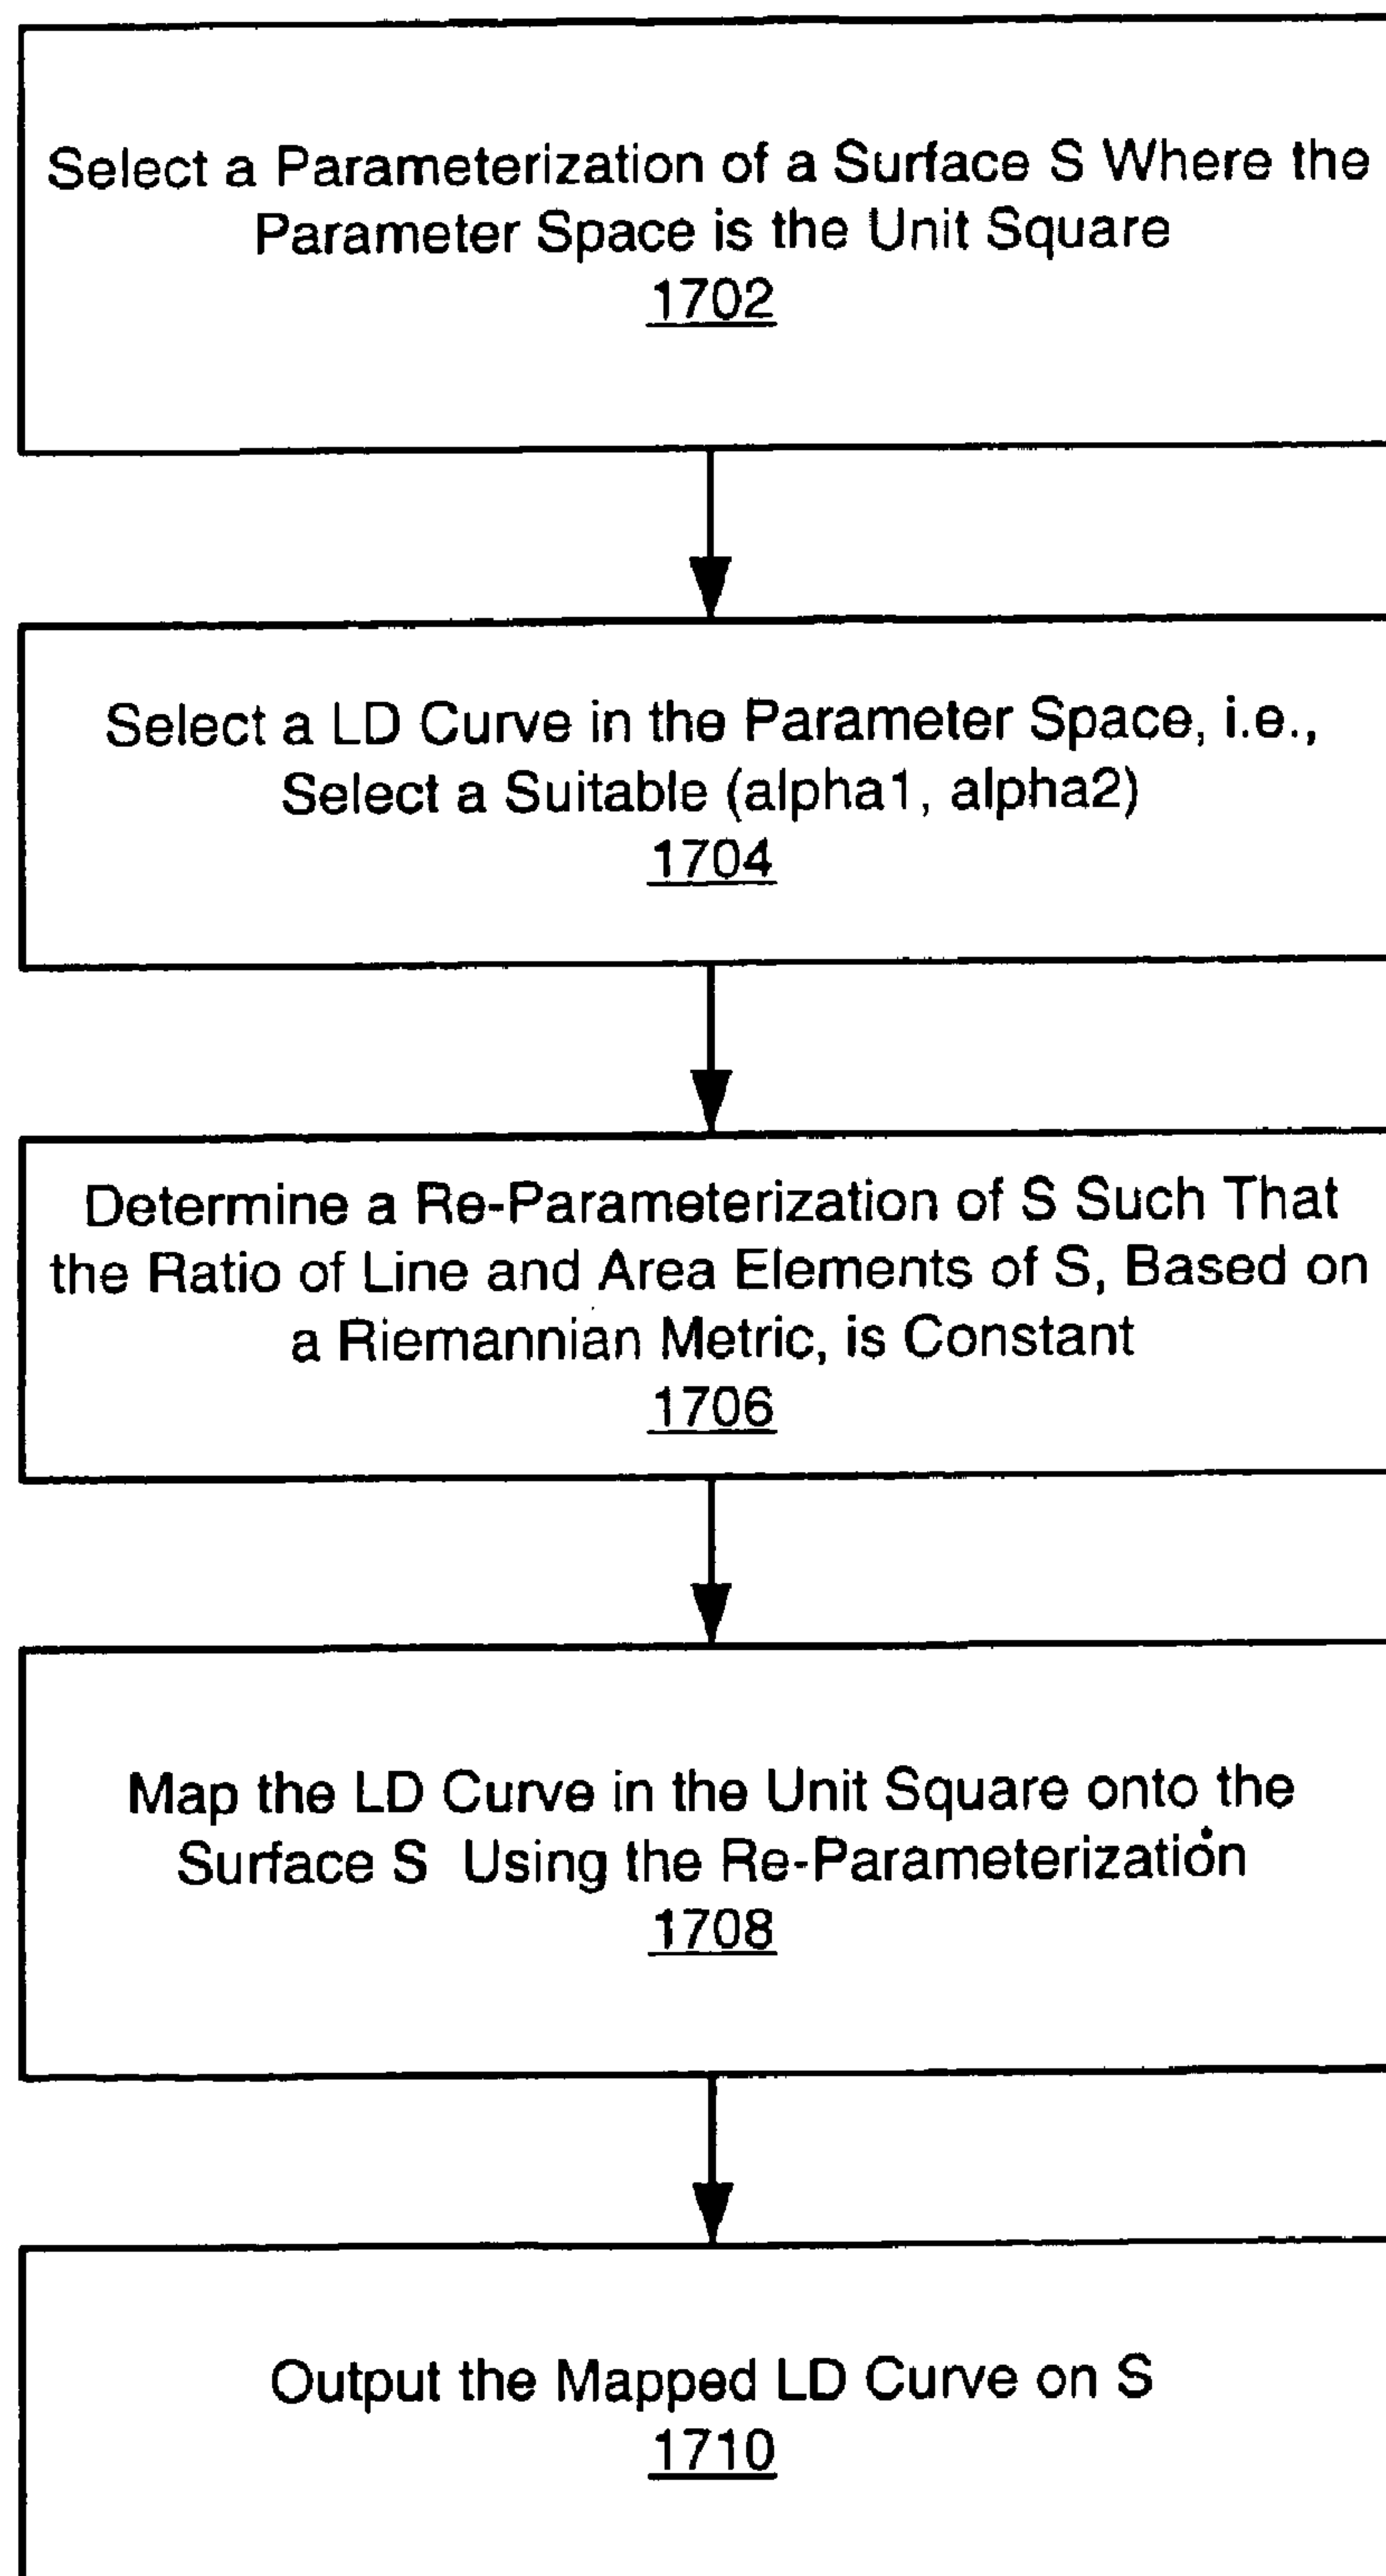 Select a Parameterization of a Surface S Where the
Parameter Space is the Unit Square
1702
Select a LD Curve in the Parameter Space, i.e.,
Select a Suitable (alpha1, alpha2)
1704
Determine a Re-Parameterization of S Such That
the Ratio of Line and Area Elements of S, Based on
a Riemannian Metric, is Constant
1706
Map the LD Curve in the Unit Square onto the
Surface S Using the Re-Parameterization
1708
Output the Mapped LD Curve on S
1710